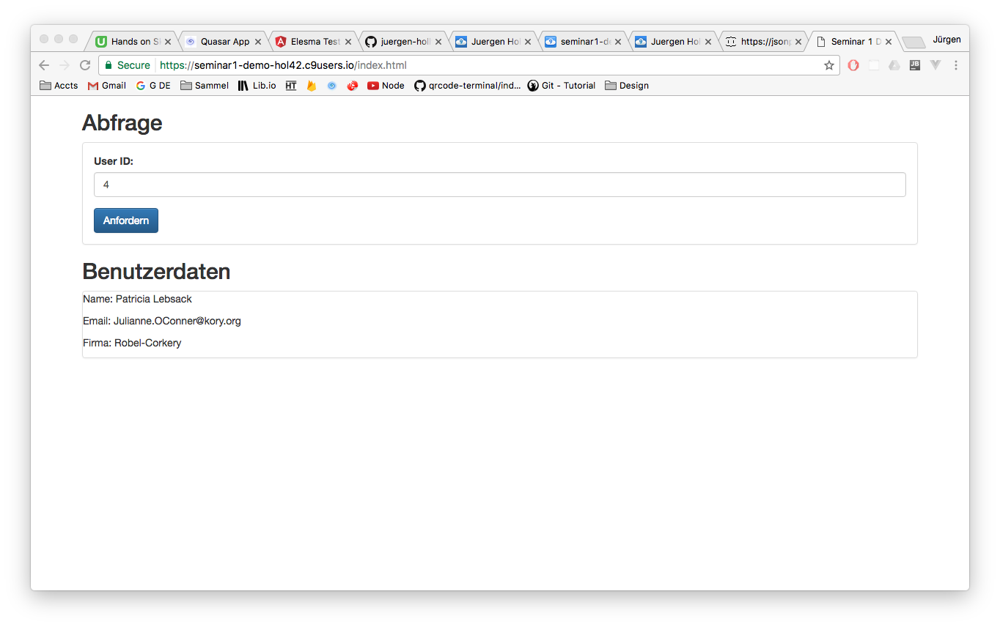 Hands on Sl
Quasar App
Elesma Test
juergen-holl
Juergen Hol
seminar1-de
Juergen Hol
https://jsonp
Seminar 1 D
Jürgen
Secure
https://seminar1-demo-hol42.c9users.io/index.html
JB
Accts
Gmail
G DE
Sammel
Lib.io
HT
Node
qrcode-terminal/ind...
Git - Tutorial
Design
Abfrage
User ID:
4
Anfordern
Benutzerdaten
Name: Patricia Lebsack
Email: Julianne.OConner@kory.org
Firma: Robel-Corkery